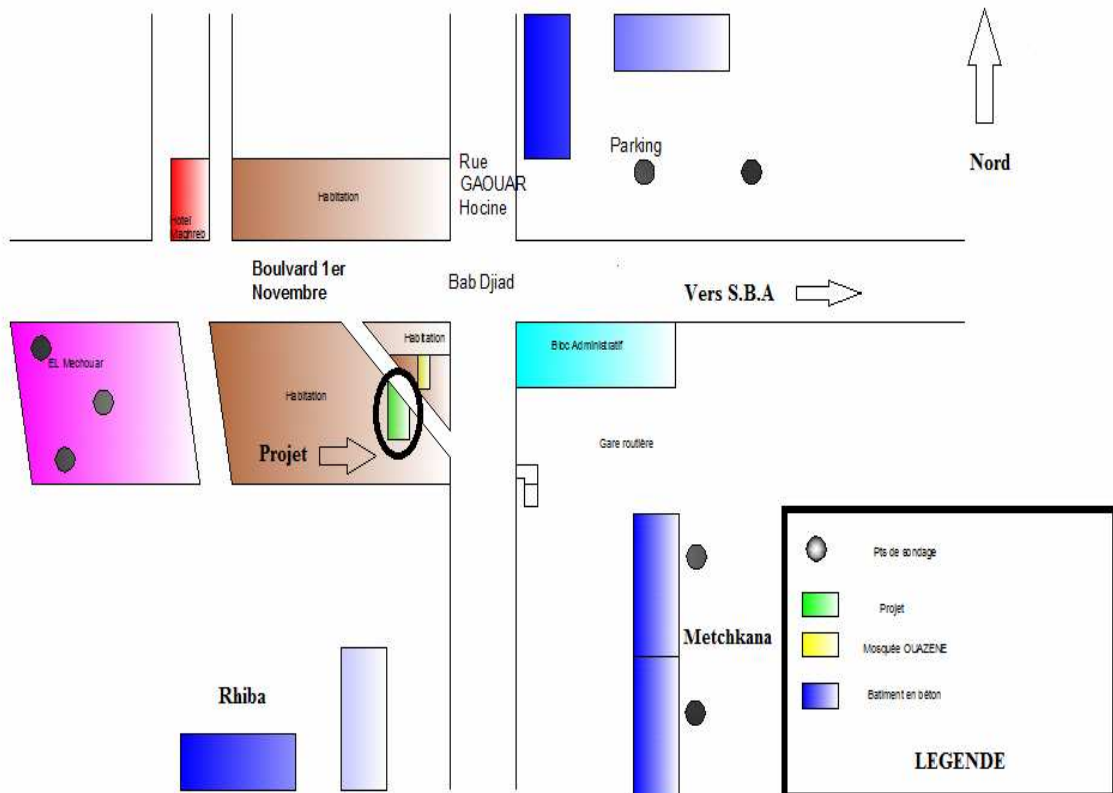 Parking
Nord
Rue
GAOUAR
Hocine
Habitation
Hotel
Maghreb
Boulvard 1er
Novembre
Bab Djiad
Vers S.B.A
Habitation
Bloc Administratif
EL Mechouar
Habitation
Projet
Gare routière
Pts de sondage
Projet
Mosquée OUAZENE
Batiment en béton
LEGENDE
Metchkana
Rhiba